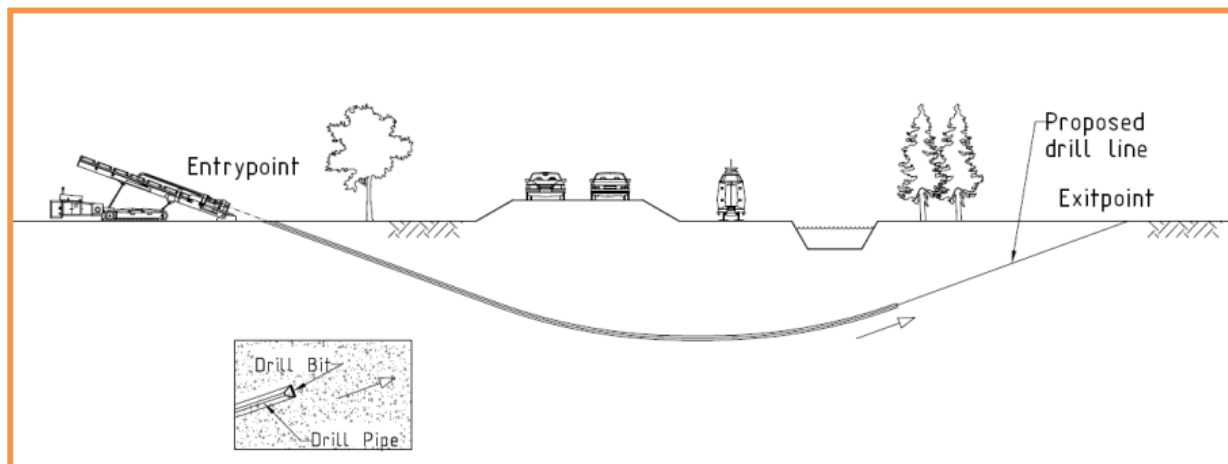 Entrypoint
Proposed
drill line
Exitpoint
Drill Bit
Drill Pipe